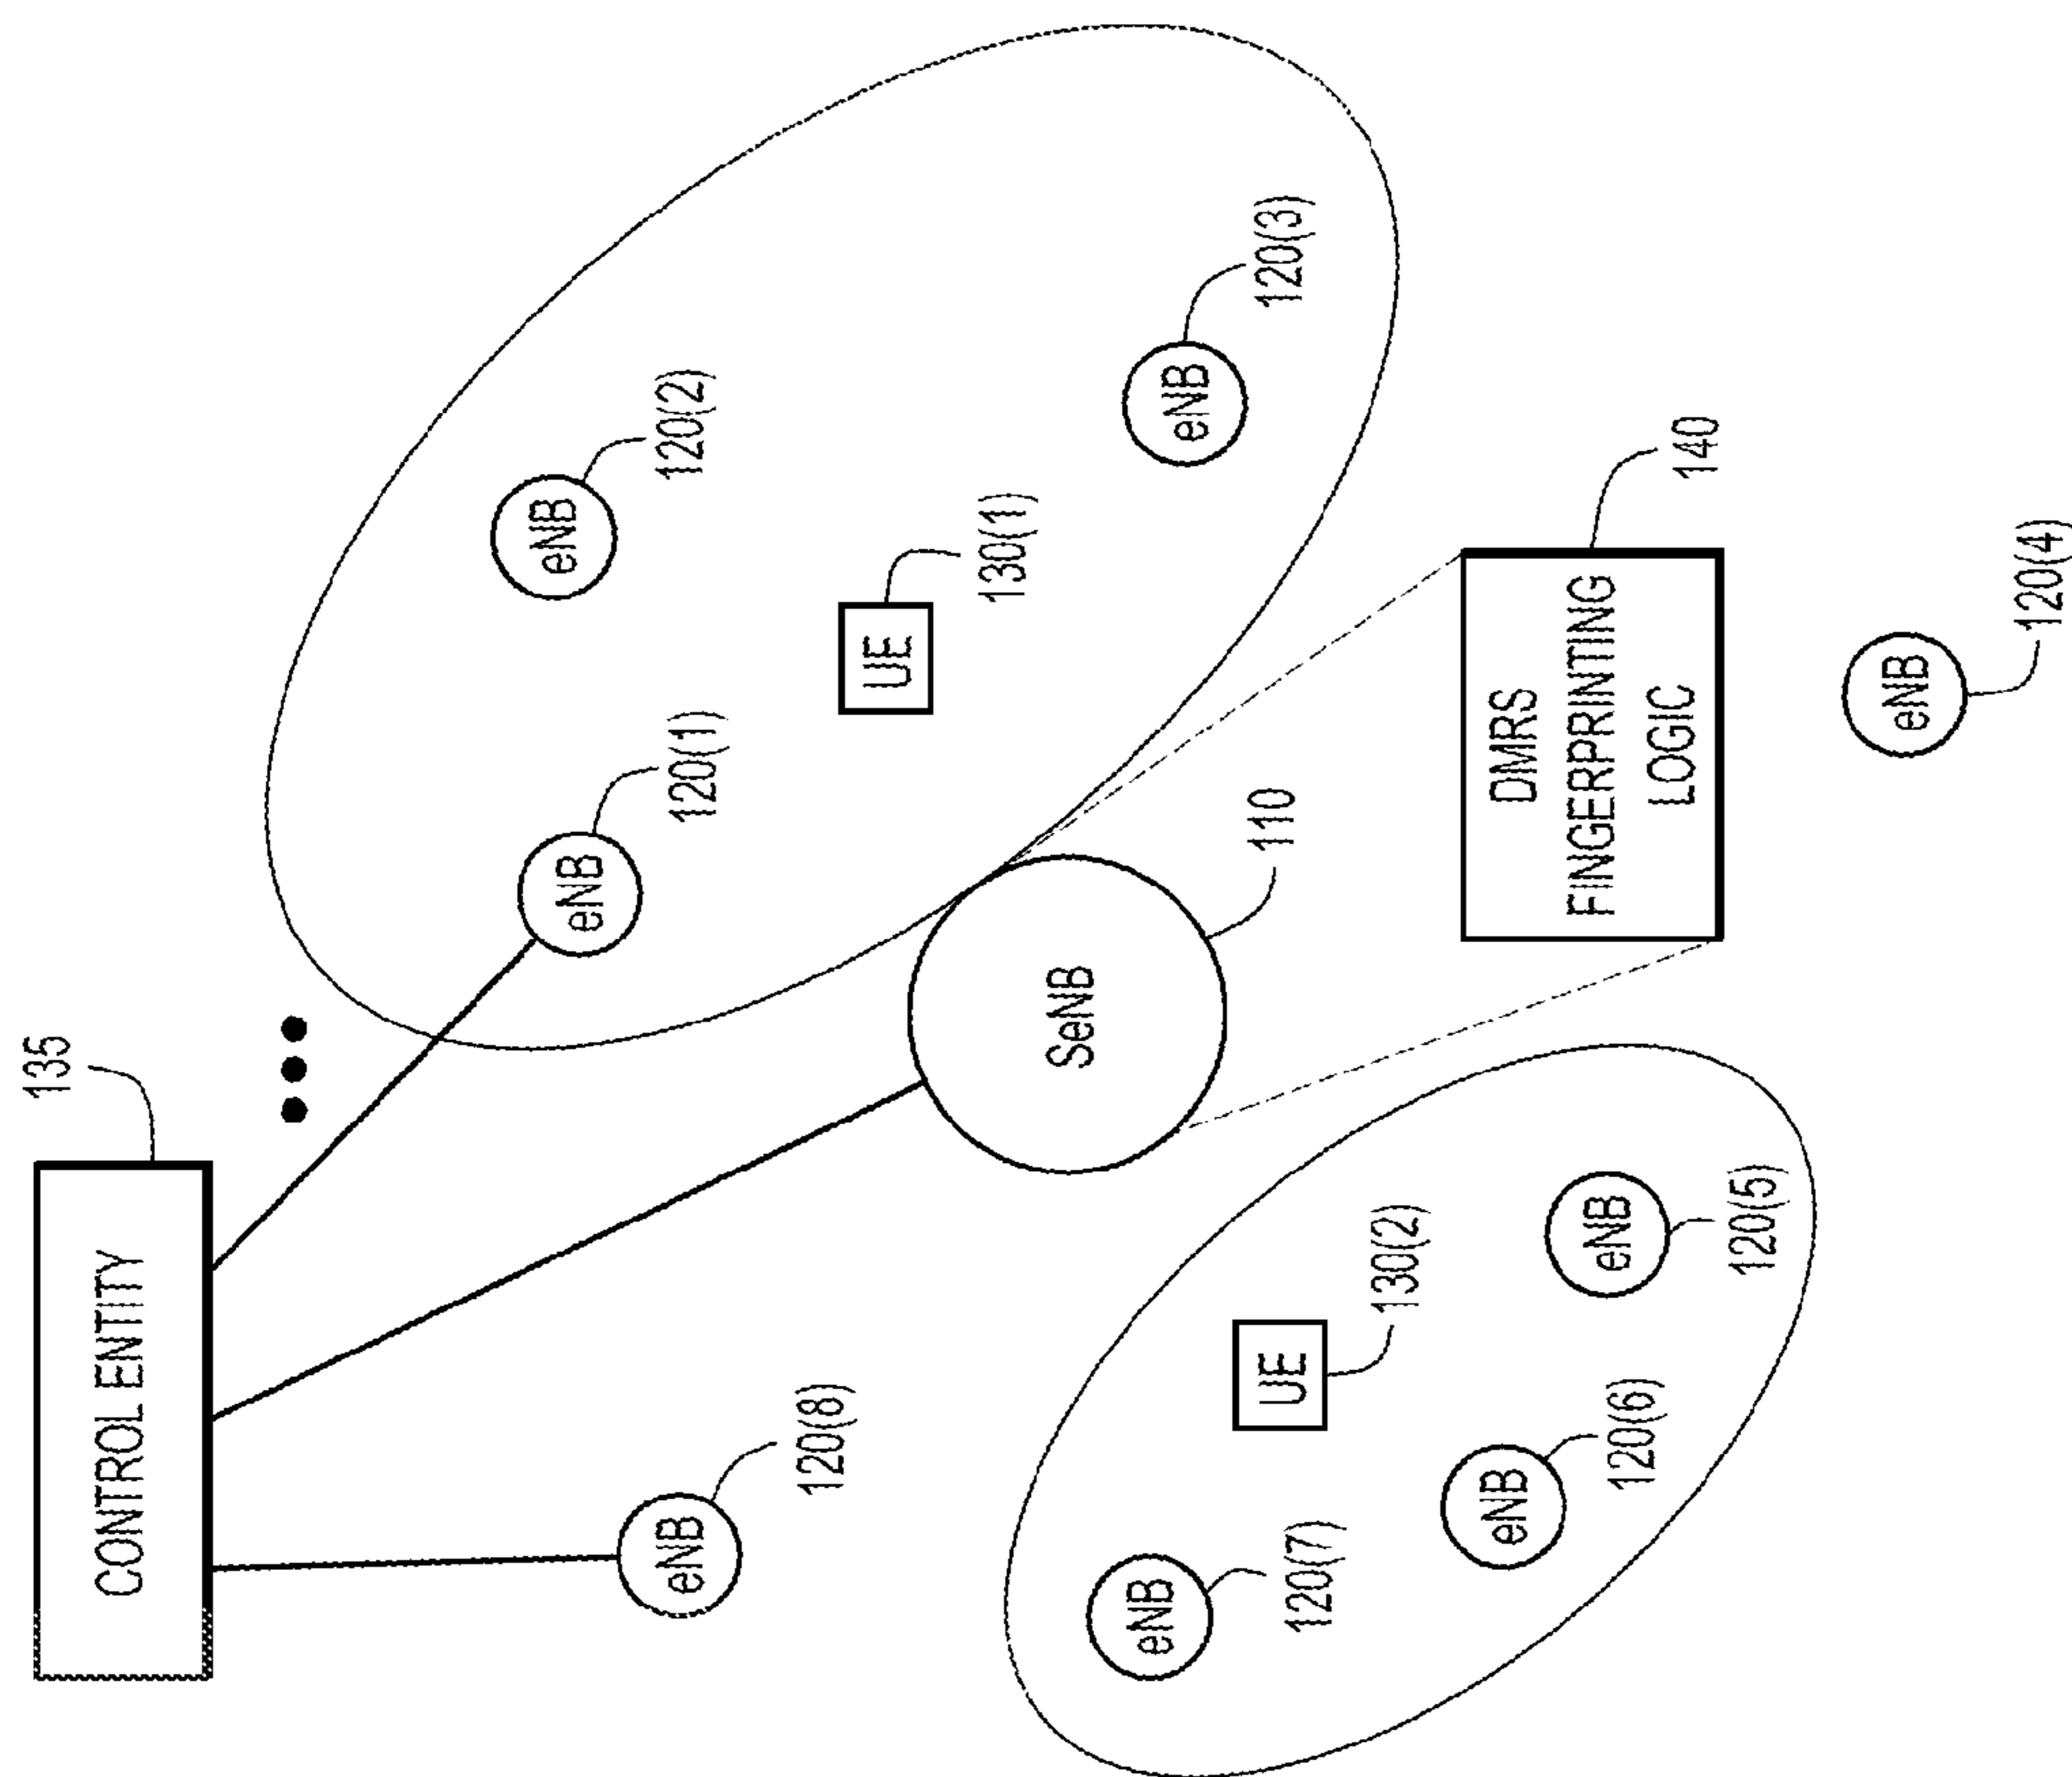 CONTROL ENTITY
135
eNB
120(8)
eNB
120(1)
eNB
120(2)
UE
130(1)
eNB
120(3)
SeNB
110
eNB
120(7)
UE
130(2)
eNB
120(6)
eNB
120(5)
DMRS
FINGERPRINTING
LOGIC
140
eNB
120(4)